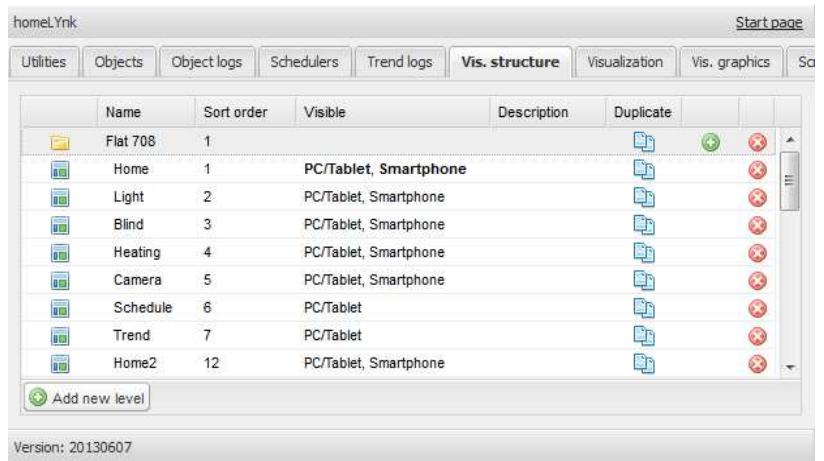 homeLYnk Start page
Utilities Objects Object logs Schedulers Trend logs Vis. structure Visualization Vis. graphics Sc
Name Sort order Visible Description Duplicate
Flat 708 1
Home 1 PC/Tablet, Smartphone
Light 2 PC/Tablet, Smartphone
Blind 3 PC/Tablet, Smartphone
Heating 4 PC/Tablet, Smartphone
Camera 5 PC/Tablet, Smartphone
Schedule 6 PC/Tablet
Trend 7 PC/Tablet
Home2 12 PC/Tablet, Smartphone
Add new level
Version: 20130607